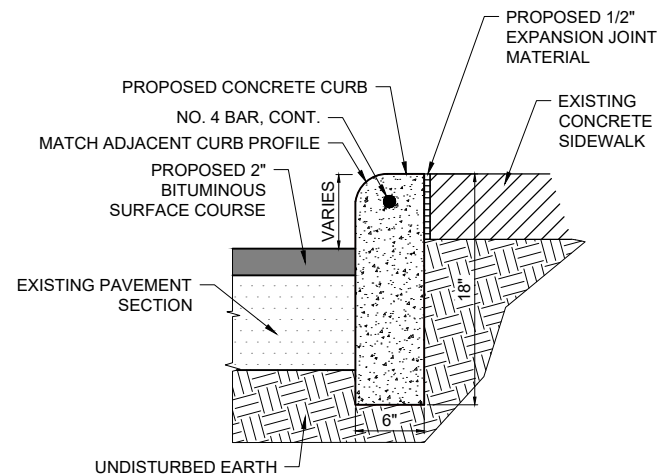 PROPOSED 1/2"
EXPANSION JOINT
MATERIAL
PROPOSED CONCRETE CURB
NO. 4 BAR, CONT.
MATCH ADJACENT CURB PROFILE
EXISTING
CONCRETE
SIDEWALK
PROPOSED 2"
BITUMINOUS
SURFACE COURSE
VARIES
EXISTING PAVEMENT
SECTION
18"
6"
UNDISTURBED EARTH